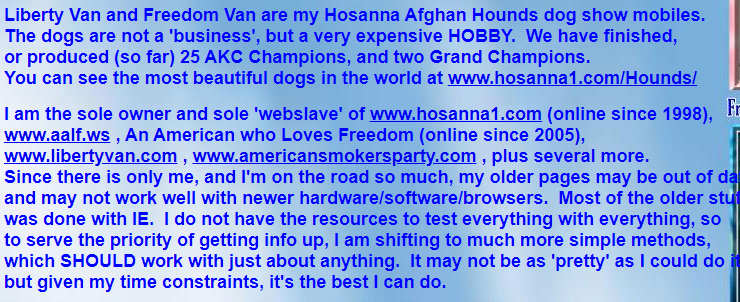 Liberty Van and Freedom Van are my Hosanna Afghan Hounds dog show mobiles.
The dogs are not a 'business', but a very expensive HOBBY.  We have finished,
or produced (so far) 25 AKC Champions, and two Grand Champions.
You can see the most beautiful dogs in the world at www.hosanna1.com/Hounds/
I am the sole owner and sole 'webslave' of www.hosanna1.com (online since 1998),
www.aalf.ws , An American who Loves Freedom (online since 2005),
www.libertyvan.com , www.americansmokersparty.com , plus several more.
Since there is only me, and I'm on the road so much, my older pages may be out of da
and may not work well with newer hardware/software/browsers.  Most of the older stuf
was done with IE.  I do not have the resources to test everything with everything, so
to serve the priority of getting info up, I am shifting to much more simple methods,
which SHOULD work with just about anything.  It may not be as 'pretty' as I could do it
but given my time constraints, it's the best I can do.
Fr